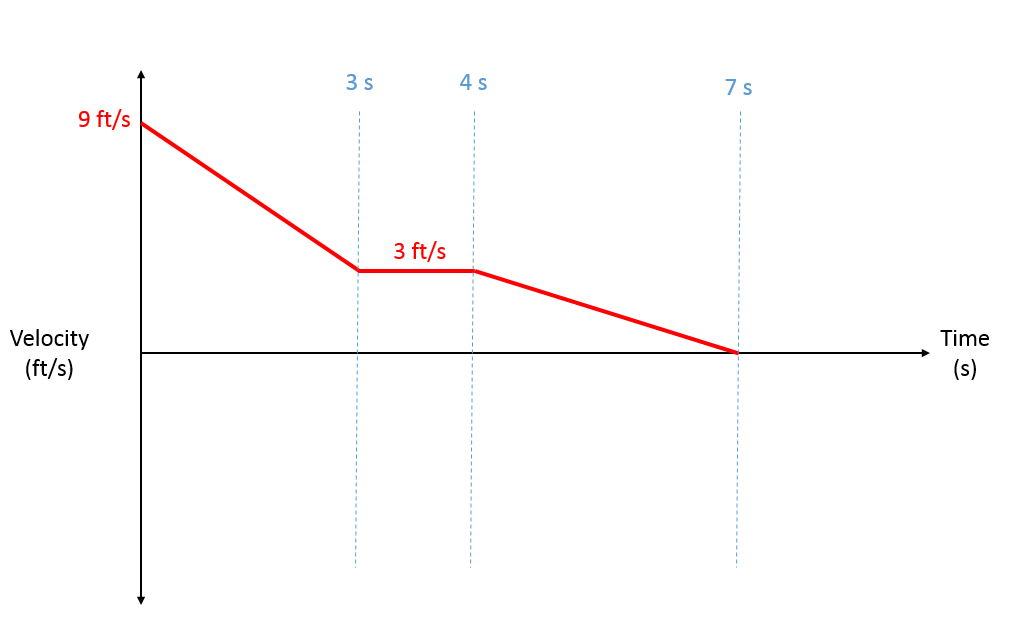 3 s
4 s
7 s
9 ft/s
3 ft/s
Velocity
(ft/s)
Time
(s)